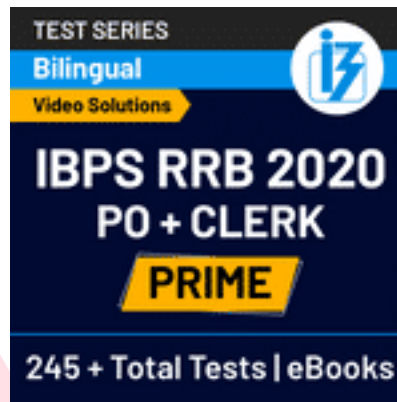 TEST SERIES
Bilingual
Video Solutions
IBPS RRB 2020
PO + CLERK
PRIME
245 + Total Tests | eBooks